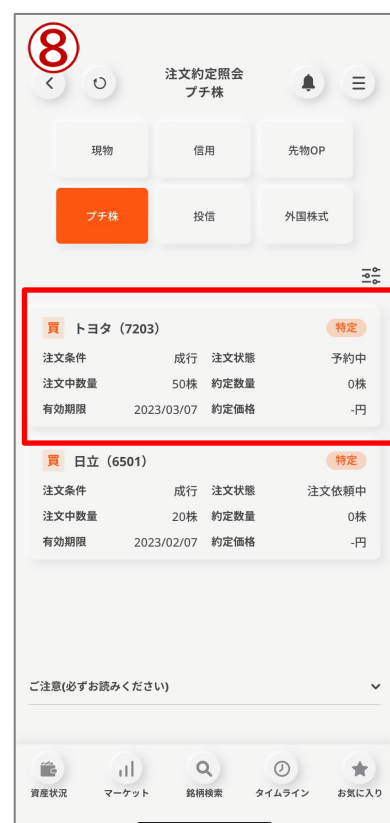 ⑧
注文約定照会
プチ株
現物 信用 先物OP
プチ株 投信 外国株式
買 トヨタ（7203） 特定
注文条件 成行 注文状態 予約中
注文中数量 50株 約定数量 0株
有効期限 2023/03/07 約定価格 -円
買 日立（6501） 特定
注文条件 成行 注文状態 注文依頼中
注文中数量 20株 約定数量 0株
有効期限 2023/02/07 約定価格 -円
ご注意(必ずお読みください)
資産状況 マーケット 銘柄検索 タイムライン お気に入り